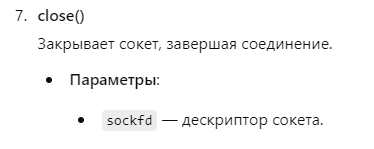 7. close()
Закрывает сокет, завершая соединение.
• Параметры:
• sockfd — дескриптор сокета.